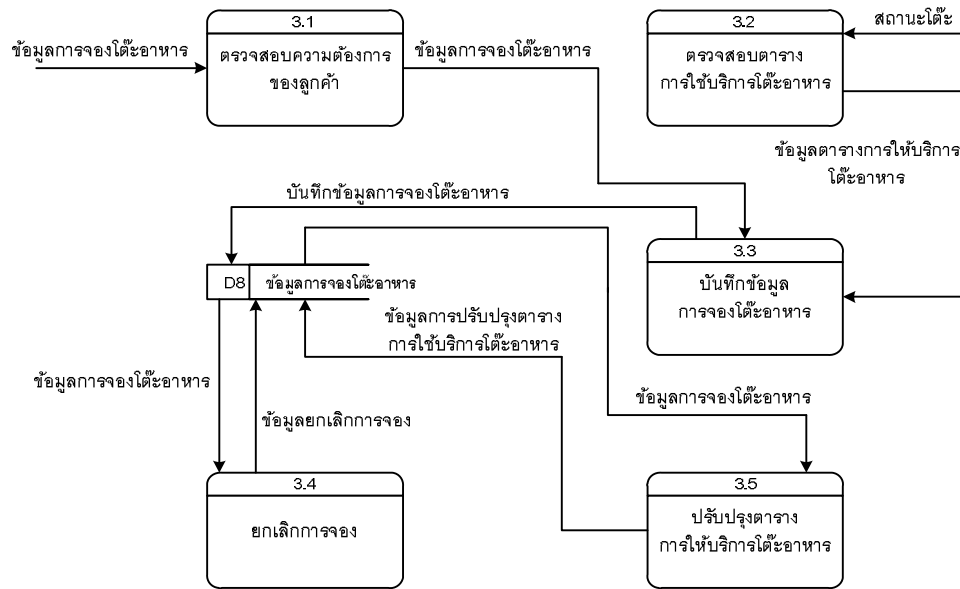 3.1
ตรวจสอบความต้องการ
ของลูกค้า
3.2
ตรวจสอบตาราง
การใช้บริการโต๊ะอาหาร
สถานะโต๊ะ
ข้อมูลการจองโต๊ะอาหาร
ข้อมูลการจองโต๊ะอาหาร
ข้อมูลตารางการให้บริการ
โต๊ะอาหาร
บันทึกข้อมูลการจองโต๊ะอาหาร
3.3
บันทึกข้อมูล
การจองโต๊ะอาหาร
D8
ข้อมูลการจองโต๊ะอาหาร
ข้อมูลการปรับปรุงตาราง
การใช้บริการโต๊ะอาหาร
ข้อมูลการจองโต๊ะอาหาร
ข้อมูลการจองโต๊ะอาหาร
ข้อมูลยกเลิกการจอง
3.4
ยกเลิกการจอง
3.5
ปรับปรุงตาราง
การให้บริการโต๊ะอาหาร